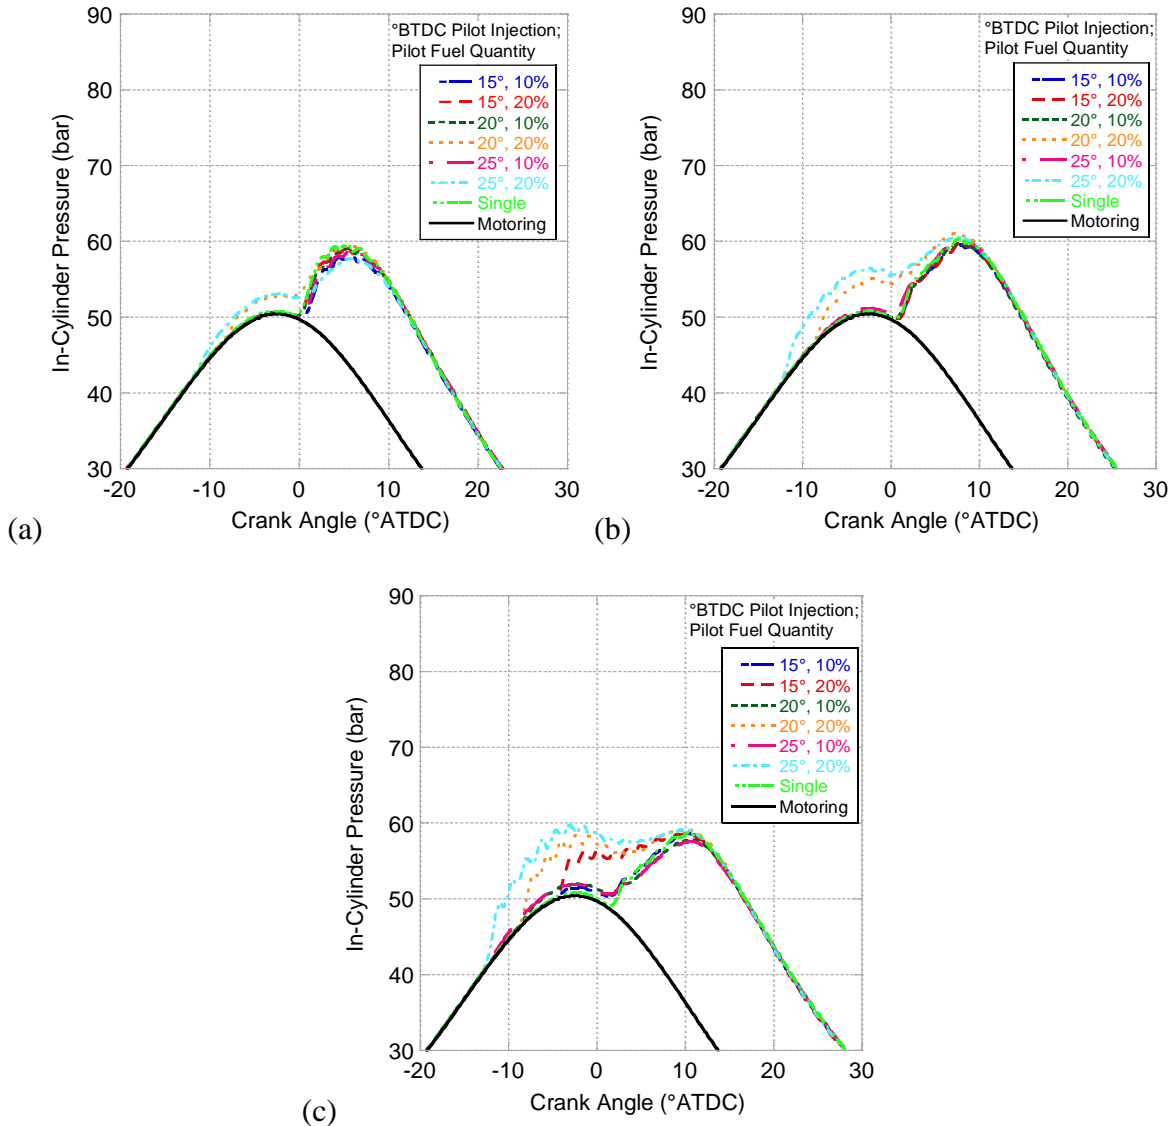 90
80
70
60
50
40
30
-20
-10
0
10
20
30
In-Cylinder Pressure (bar)
Crank Angle (°ATDC)
°BTDC Pilot Injection;
Pilot Fuel Quantity
15°, 10%
15°, 20%
20°, 10%
20°, 20%
25°, 10%
25°, 20%
Single
Motoring
(a)
90
80
70
60
50
40
30
-20
-10
0
10
20
30
In-Cylinder Pressure (bar)
Crank Angle (°ATDC)
°BTDC Pilot Injection;
Pilot Fuel Quantity
15°, 10%
15°, 20%
20°, 10%
20°, 20%
25°, 10%
25°, 20%
Single
Motoring
(b)
90
80
70
60
50
40
30
-20
-10
0
10
20
30
In-Cylinder Pressure (bar)
Crank Angle (°ATDC)
°BTDC Pilot Injection;
Pilot Fuel Quantity
15°, 10%
15°, 20%
20°, 10%
20°, 20%
25°, 10%
25°, 20%
Single
Motoring
(c)